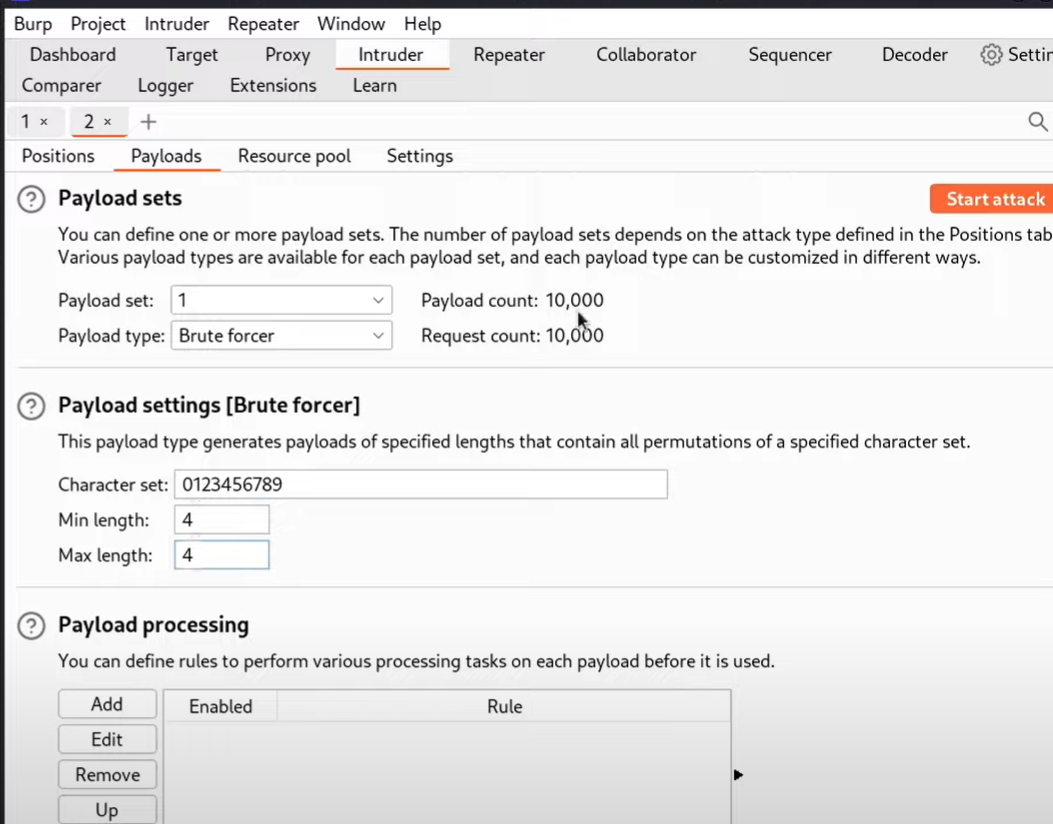 Burp Project Intruder Repeater Window Help
Dashboard Target Proxy Intruder Repeater Collaborator Sequencer Decoder
Comparer Logger Extensions Learn
1 × 2 × +
Positions Payloads Resource pool Settings
? Payload sets Start attack
You can define one or more payload sets. The number of payload sets depends on the attack type defined in the Positions tab
Various payload types are available for each payload set, and each payload type can be customized in different ways.
Payload set: 1 Payload count: 10,000
Payload type: Brute forcer Request count: 10,000
? Payload settings [Brute forcer]
This payload type generates payloads of specified lengths that contain all permutations of a specified character set.
Character set: 0123456789
Min length: 4
Max length: 4
? Payload processing
You can define rules to perform various processing tasks on each payload before it is used.
Add Enabled Rule
Edit
Remove
Up